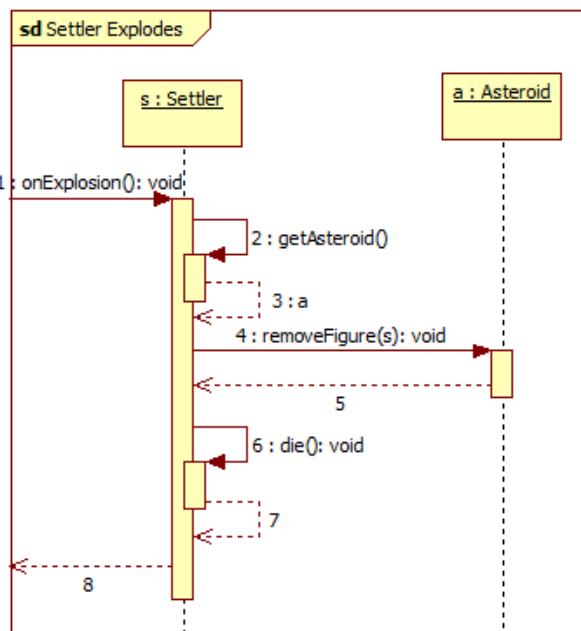 sd Settler Explodes
s : Settler
a : Asteroid
1 : onExplosion(): void
2 : getAsteroid()
3 : a
4 : removeFigure(s): void
5
6 : die(): void
7
8